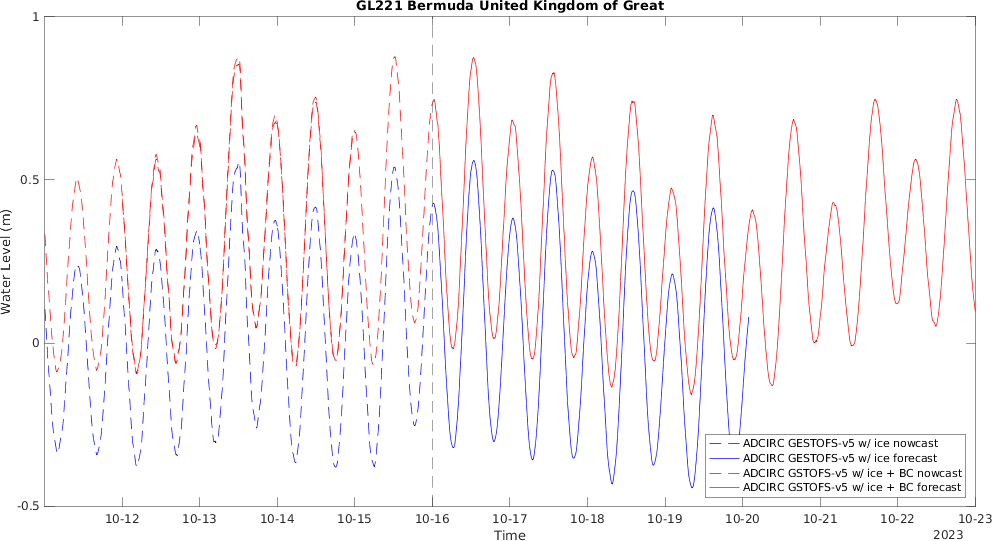 GL221 Bermuda United Kingdom of Great
1
0.5
0
-0.5
Water Level (m)
ADCIRC GESTOFS-v5 w/ ice nowcast
ADCIRC GESTOFS-v5 w/ ice forecast
ADCIRC GSTOFS-v5 w/ ice + BC nowcast
ADCIRC GSTOFS-v5 w/ ice + BC forecast
10-12 10-13 10-14 10-15 10-16 10-17 10-18 10-19 10-20 10-21 10-22 10-23
Time
2023